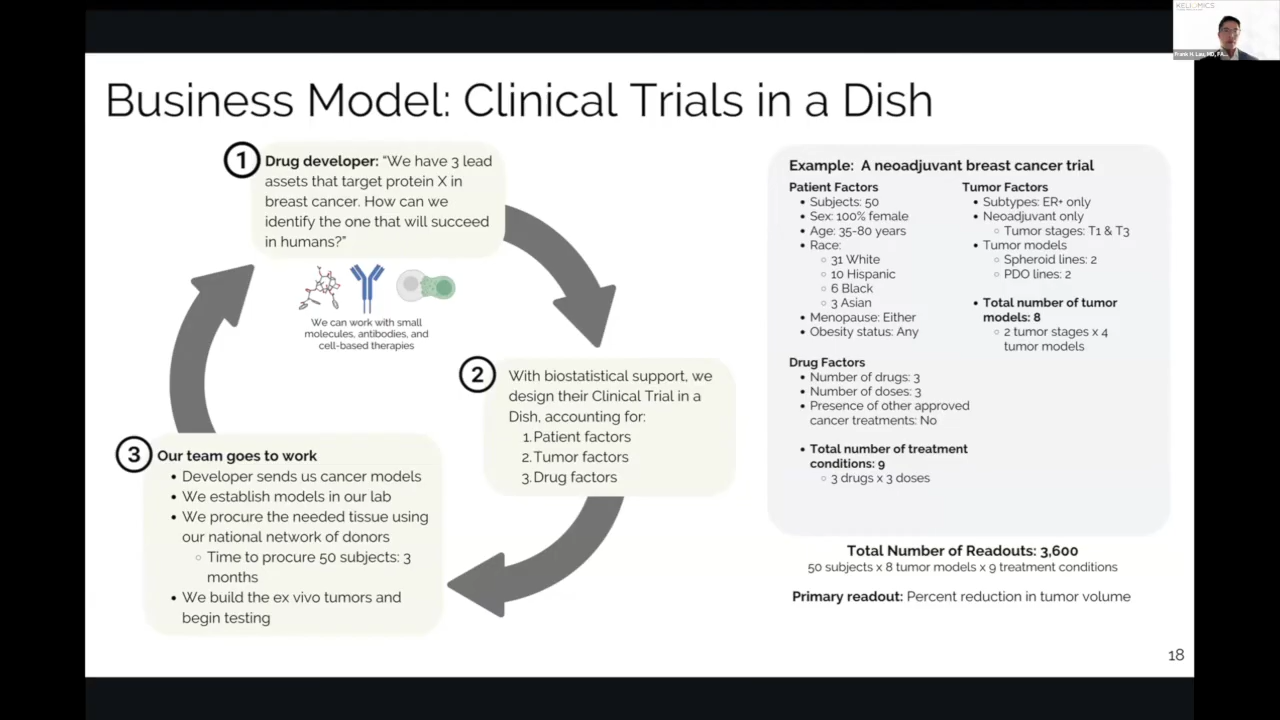 KELIOMICS
Frank H. Lau, MD, FA...
Business Model: Clinical Trials in a Dish
1
Drug developer: “We have 3 lead
assets that target protein X in
breast cancer. How can we
identify the one that will succeed
in humans?”
We can work with small
molecules, antibodies, and
cell-based therapies
2
With biostatistical support, we
design their Clinical Trial in a
Dish, accounting for:
1. Patient factors
2. Tumor factors
3. Drug factors
3
Our team goes to work
• Developer sends us cancer models
• We establish models in our lab
• We procure the needed tissue using
our national network of donors
○ Time to procure 50 subjects: 3
months
• We build the ex vivo tumors and
begin testing
Example: A neoadjuvant breast cancer trial
Patient Factors
• Subjects: 50
• Sex: 100% female
• Age: 35-80 years
• Race:
○ 31 White
○ 10 Hispanic
○ 6 Black
○ 3 Asian
• Menopause: Either
• Obesity status: Any
Tumor Factors
• Subtypes: ER+ only
• Neoadjuvant only
○ Tumor stages: T1 & T3
• Tumor models
○ Spheroid lines: 2
○ PDO lines: 2
• Total number of tumor
models: 8
○ 2 tumor stages x 4
tumor models
Drug Factors
• Number of drugs: 3
• Number of doses: 3
• Presence of other approved
cancer treatments: No
• Total number of treatment
conditions: 9
○ 3 drugs x 3 doses
Total Number of Readouts: 3,600
50 subjects x 8 tumor models x 9 treatment conditions
Primary readout: Percent reduction in tumor volume
18